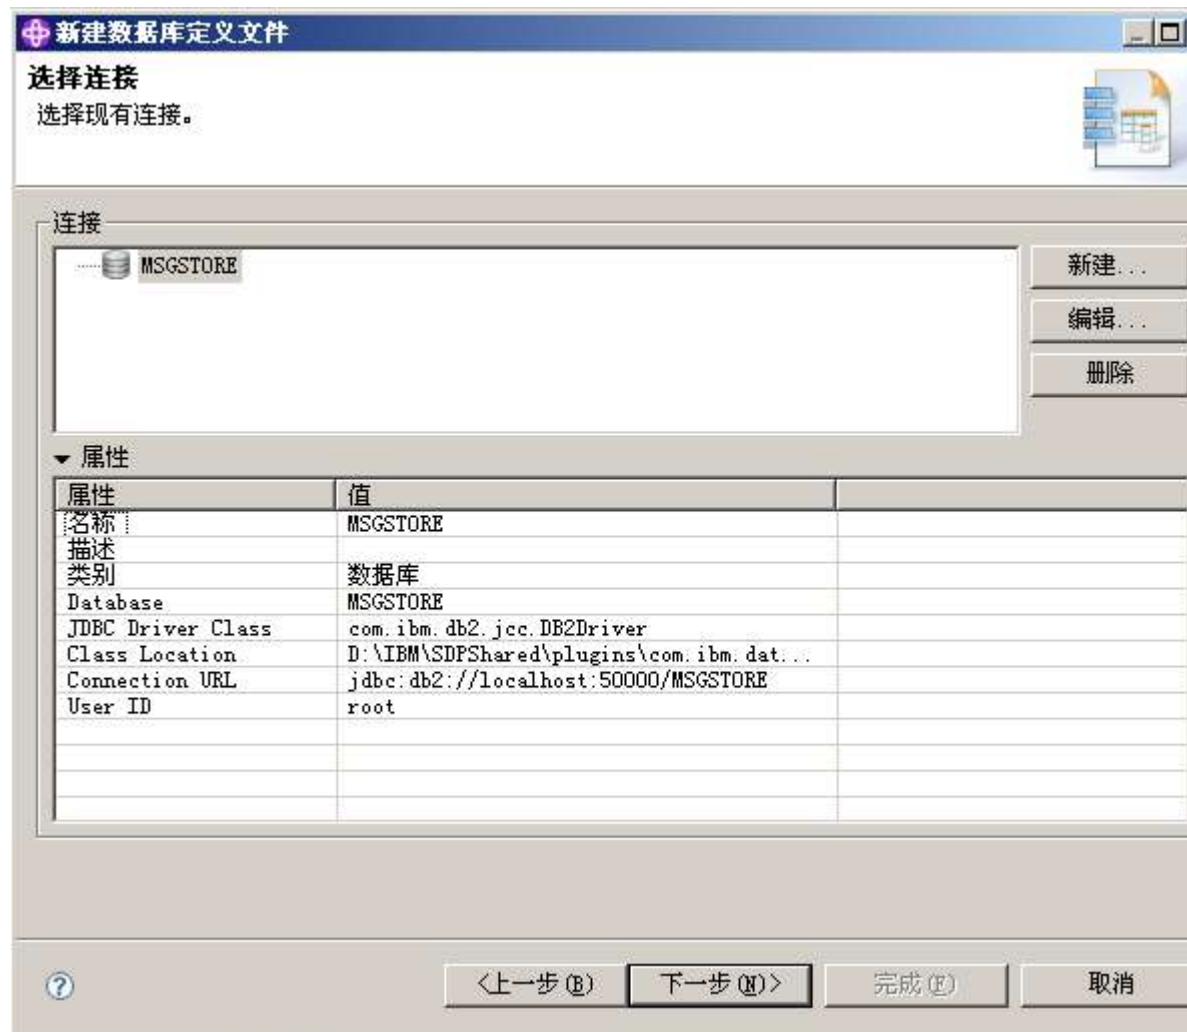 新建数据库定义文件
选择连接
选择现有连接。
连接
MSGSTORE
新建...
编辑...
删除
属性
属性 值
名称 MSGSTORE
描述
类别 数据库
Database MSGSTORE
JDBC Driver Class com.ibm.db2.jcc.DB2Driver
Class Location D:\IBM\SDPShared\plugins\com.ibm.dat...
Connection URL jdbc:db2://localhost:50000/MSGSTORE
User ID root
? <上一步(B) 下一步(N)> 完成(F) 取消